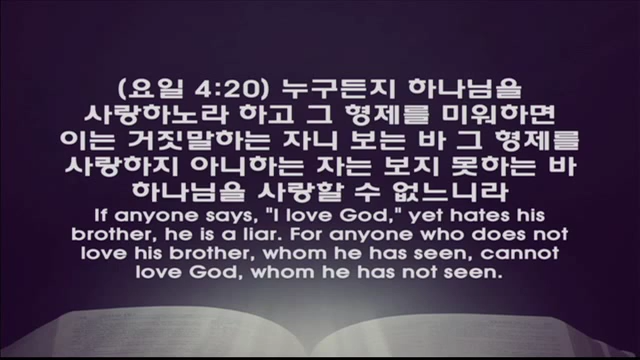 (요일 4:20) 누구든지 하나님을
사랑하노라 하고 그 형제를 미워하면
이는 거짓말하는 자니 보는 바 그 형제를
사랑하지 아니하는 자는 보지 못하는 바
하나님을 사랑할 수 없느니라
If anyone says, "I love God," yet hates his
brother, he is a liar. For anyone who does not
love his brother, whom he has seen, cannot
love God, whom he has not seen.